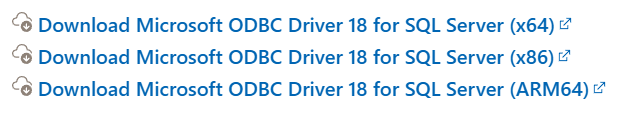 Download Microsoft ODBC Driver 18 for SQL Server (x64)
Download Microsoft ODBC Driver 18 for SQL Server (x86)
Download Microsoft ODBC Driver 18 for SQL Server (ARM64)